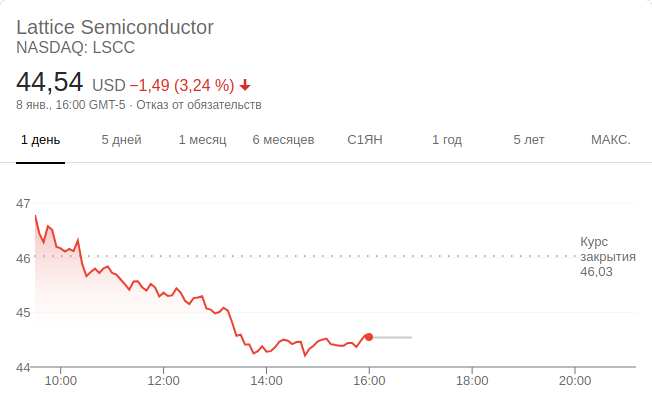 Lattice Semiconductor
NASDAQ: LSCC
44,54 USD −1,49 (3,24 %)
8 янв., 16:00 GMT-5 · Отказ от обязательств
1 день 5 дней 1 месяц 6 месяцев С1ЯН 1 год 5 лет МАКС.
47
46
45
44
Курс
закрытия
46,03
10:00 12:00 14:00 16:00 18:00 20:00